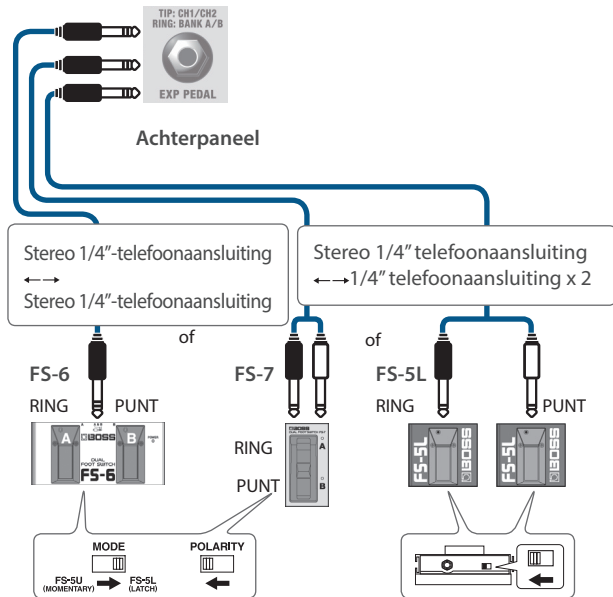 TIP: CH1/CH2
RING: BANK A/B
EXP PEDAL
Achterpaneel
Stereo 1/4”-telefoonaansluiting
←→
Stereo 1/4”-telefoonaansluiting
Stereo 1/4” telefoonaansluiting
←→1/4” telefoonaansluiting x 2
of
of
FS-6
FS-7
FS-5L
RING
PUNT
RING
PUNT
RING
PUNT
A
B
BOSS
DUAL
FOOT SWITCH
FS-6
BOSS
A
B
FS-5L
BOSS
FS-5L
BOSS
MODE
POLARITY
FS-5U
(MOMENTARY)
FS-5L
(LATCH)